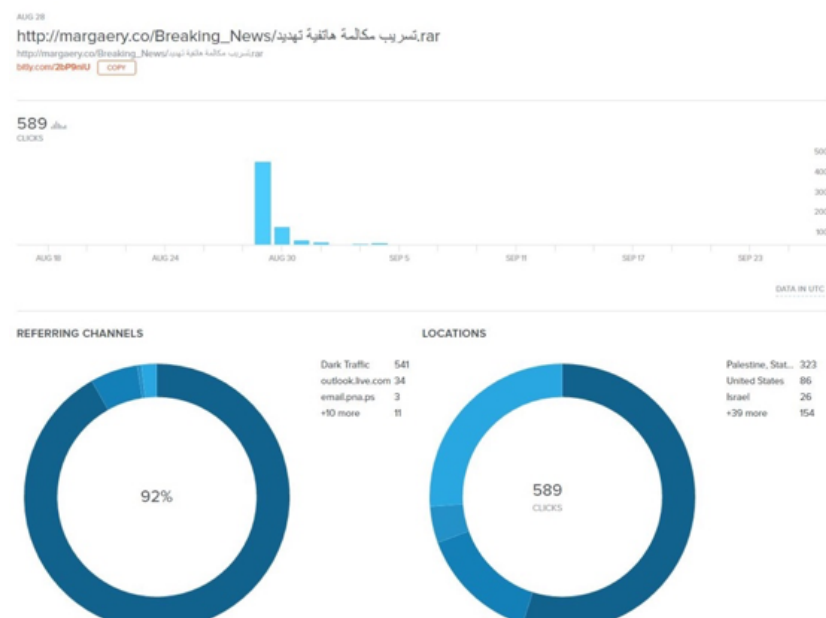 AUG 28
http://margaery.co/Breaking_News/تسريب مكالمة هاتفية تهديد.rar
http://margaery.co/Breaking_News/تسريب مكالمة هاتفية تهديد.rar
bitly.com/2bP9nIU COPY
589
CLICKS
500
400
300
200
100
AUG 18 AUG 24 AUG 30 SEP 5 SEP 11 SEP 17 SEP 23
DATA IN UTC
REFERRING CHANNELS
Dark Traffic 541
outlook.live.com 34
email.pna.ps 3
+10 more 11
92%
LOCATIONS
Palestine, Stat... 323
United States 86
Israel 26
+39 more 154
589
CLICKS